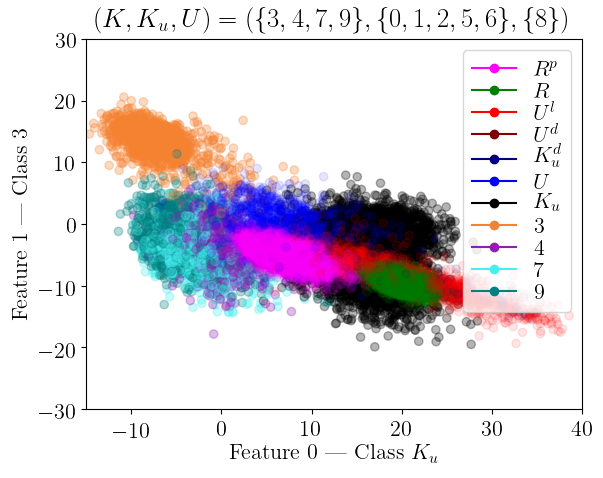 (K, K_u, U) = ({3, 4, 7, 9}, {0, 1, 2, 5, 6}, {8})
R^p
R
U^l
U^d
K_u^d
U
K_u
3
4
7
9
30
20
10
0
−10
−20
−30
Feature 1 — Class 3
−10 0 10 20 30 40
Feature 0 — Class K_u